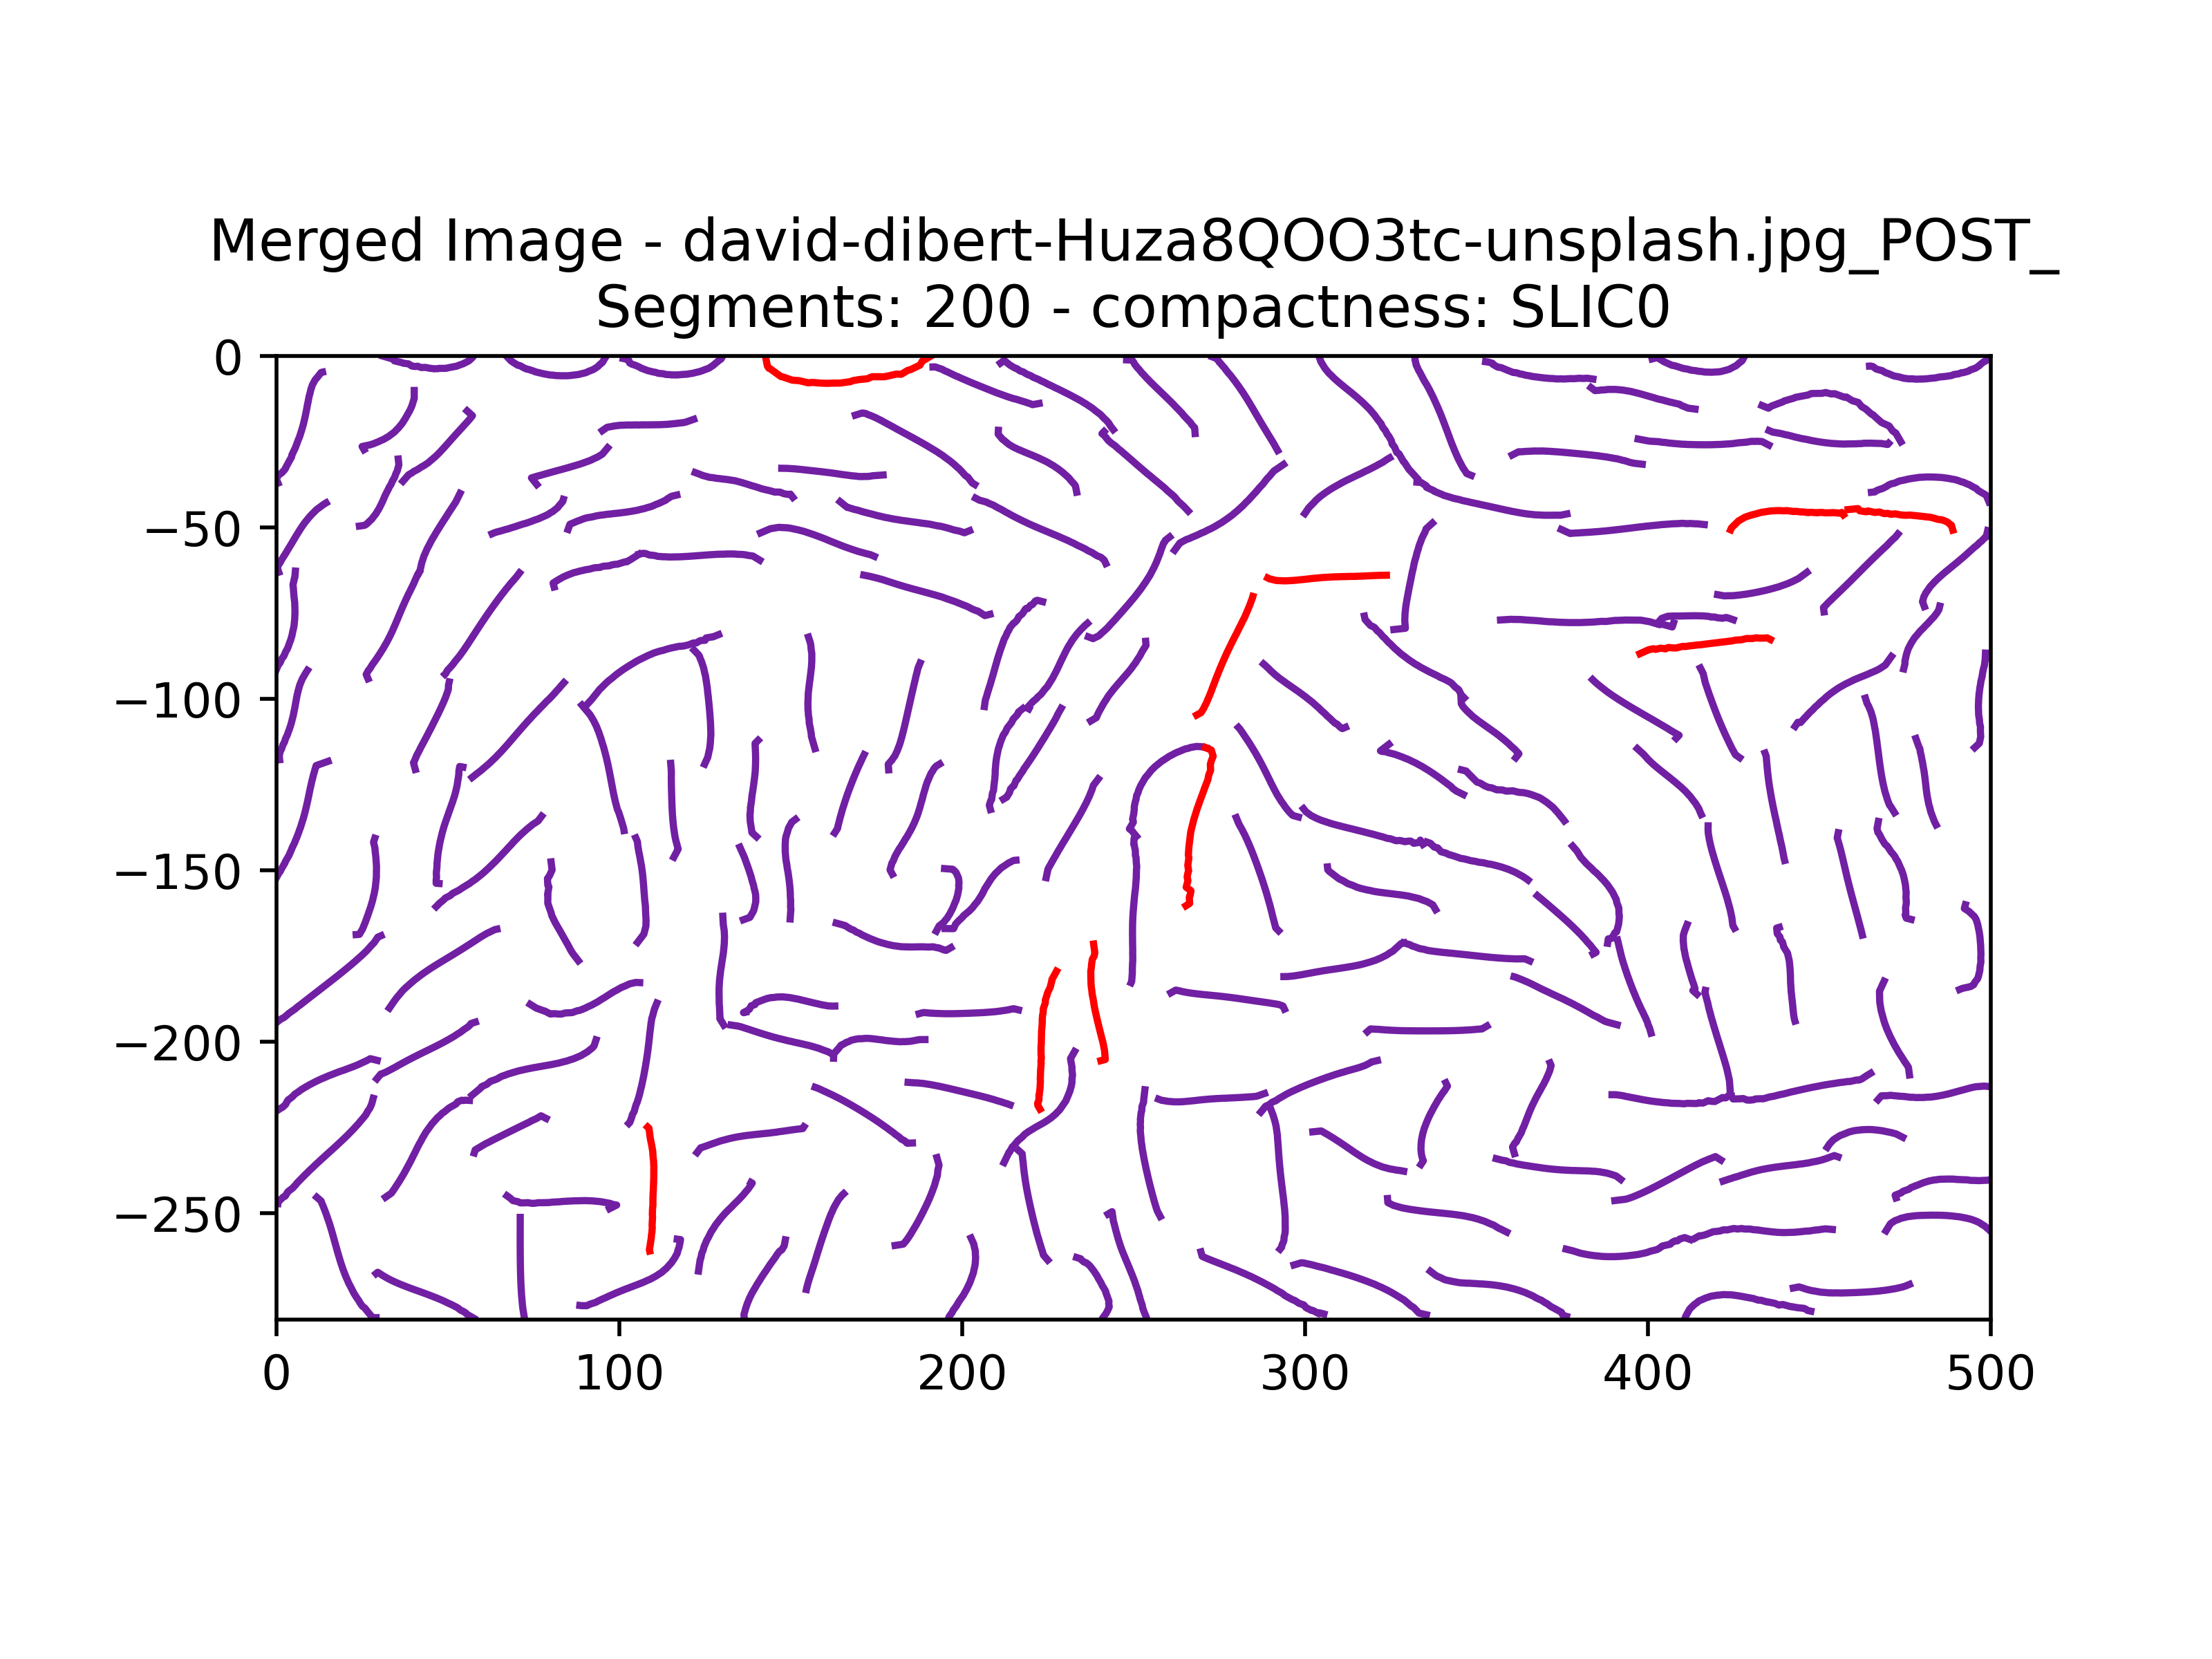 Merged Image - david-dibert-Huza8QOO3tc-unsplash.jpg_POST_
Segments: 200 - compactness: SLIC0
0
−50
−100
−150
−200
−250
0 100 200 300 400 500